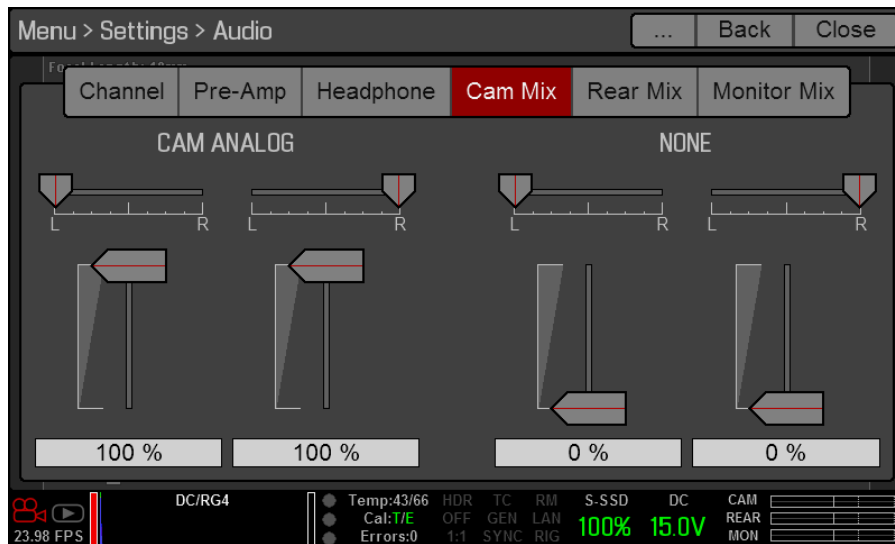 Menu > Settings > Audio
... Back Close
Channel Pre-Amp Headphone Cam Mix Rear Mix Monitor Mix
CAM ANALOG NONE
L R L R L R L R
100 % 100 % 0 % 0 %
DC/RG4 Temp:43/66 HDR TC RM S-SSD DC CAM
Cal:T/E OFF GEN LAN 100% 15.0V REAR
23.98 FPS Errors:0 1:1 SYNC RIG MON